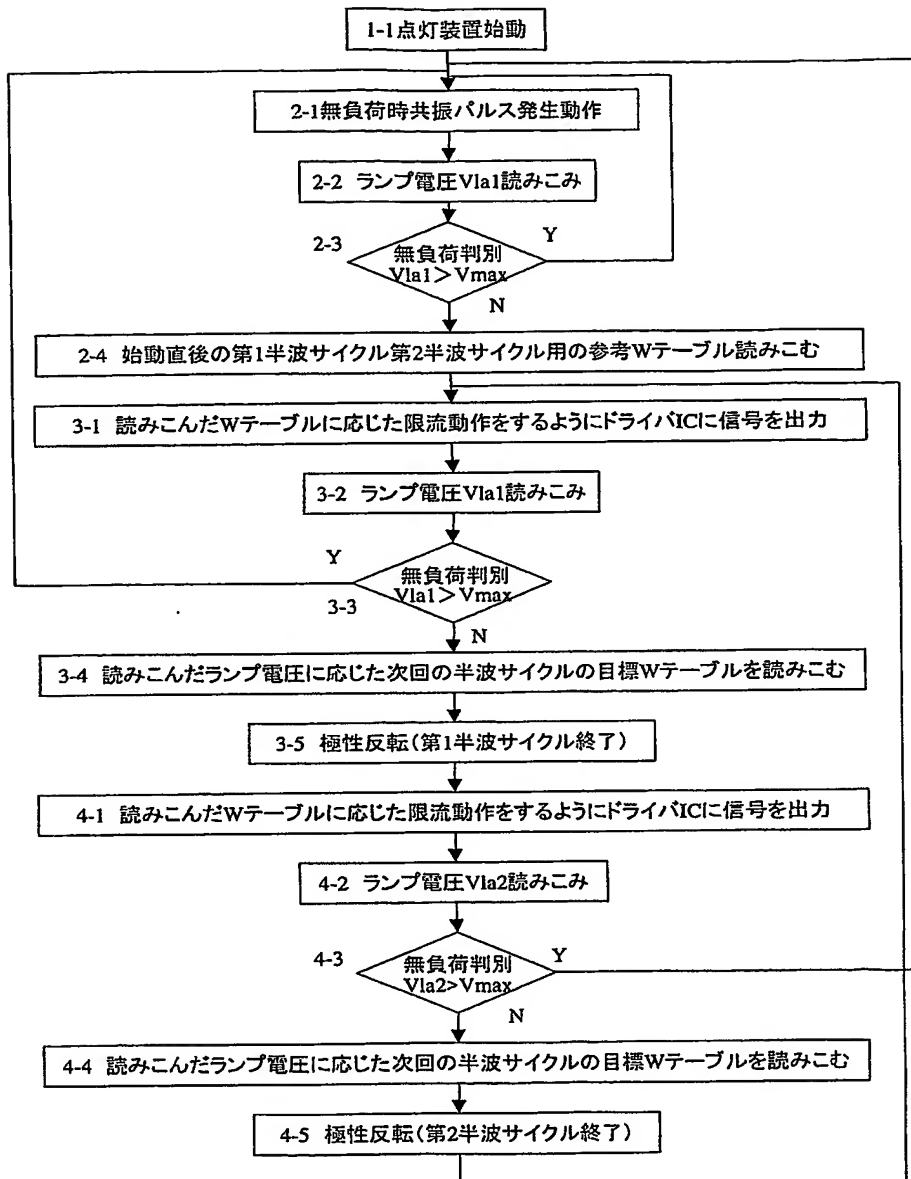 1-1点灯装置始動
2-1無負荷時共振パルス発生動作
2-2 ランプ電圧Vla1読みこみ
2-3
無負荷判別
Vla1＞Vmax
Y
N
2-4 始動直後の第1半波サイクル第2半波サイクル用の参考Wテーブル読みこむ
3-1 読みこんだWテーブルに応じた限流動作をするようにドライバICに信号を出力
3-2 ランプ電圧Vla1読みこみ
Y
無負荷判別
Vla1＞Vmax
3-3
N
3-4 読みこんだランプ電圧に応じた次回の半波サイクルの目標Wテーブルを読みこむ
3-5 極性反転(第1半波サイクル終了)
4-1 読みこんだWテーブルに応じた限流動作をするようにドライバICに信号を出力
4-2 ランプ電圧Vla2読みこみ
4-3
無負荷判別
Vla2>Vmax
Y
N
4-4 読みこんだランプ電圧に応じた次回の半波サイクルの目標Wテーブルを読みこむ
4-5 極性反転(第2半波サイクル終了)